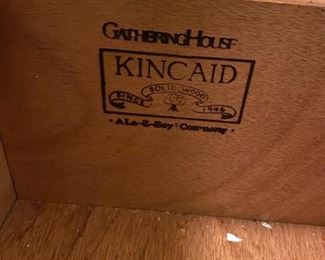 GATHERINGHOUSE
KINCAID
SOLID WOOD
SINCE 1946
· A La-Z-Boy® Company ·